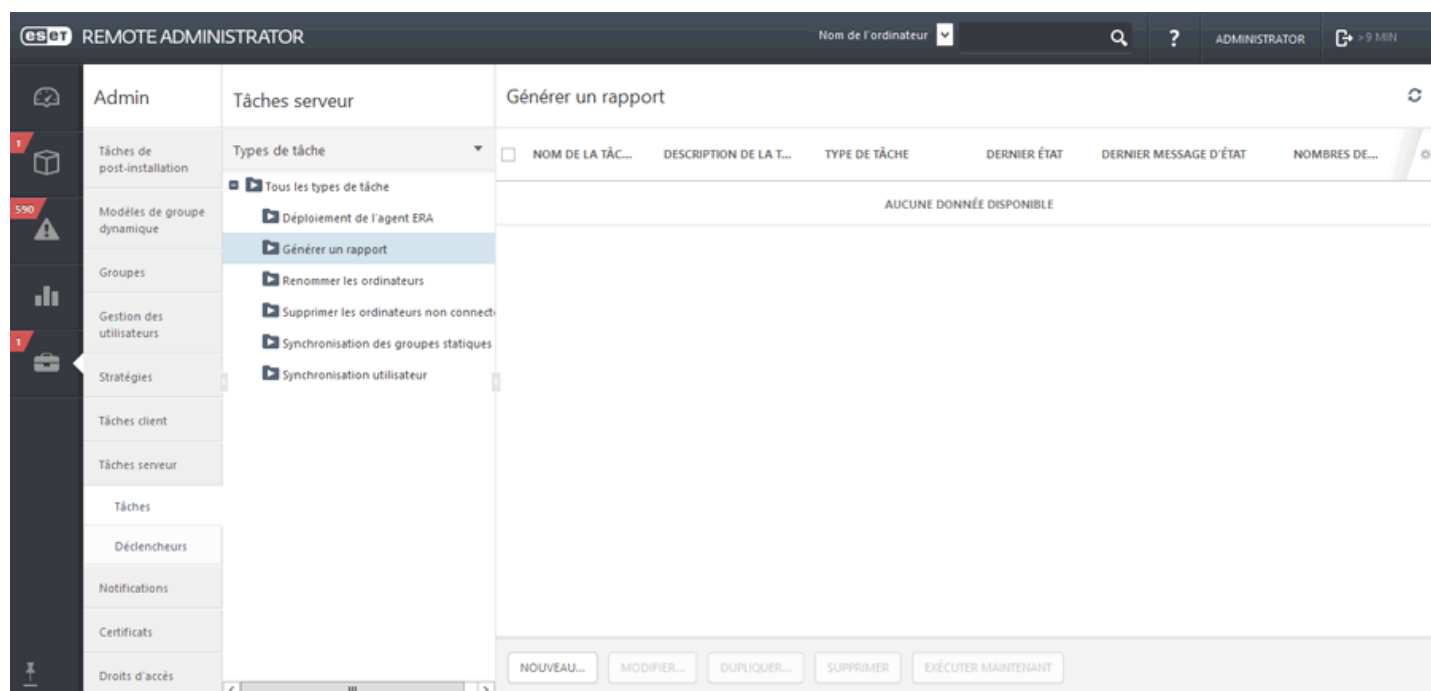 eset REMOTE ADMINISTRATOR
Nom de l'ordinateur
?
ADMINISTRATOR
>9 MIN
1
590
1
Admin
Tâches de
post-installation
Modèles de groupe
dynamique
Groupes
Gestion des
utilisateurs
Stratégies
Tâches client
Tâches serveur
Tâches
Déclencheurs
Notifications
Certificats
Droits d'accès
Tâches serveur
Types de tâche
Tous les types de tâche
Déploiement de l'agent ERA
Générer un rapport
Renommer les ordinateurs
Supprimer les ordinateurs non connect
Synchronisation des groupes statiques
Synchronisation utilisateur
Générer un rapport
NOM DE LA TÂC... DESCRIPTION DE LA T... TYPE DE TÂCHE DERNIER ÉTAT DERNIER MESSAGE D'ÉTAT NOMBRES DE...
AUCUNE DONNÉE DISPONIBLE
NOUVEAU... MODIFIER... DUPLIQUER... SUPPRIMER EXÉCUTER MAINTENANT